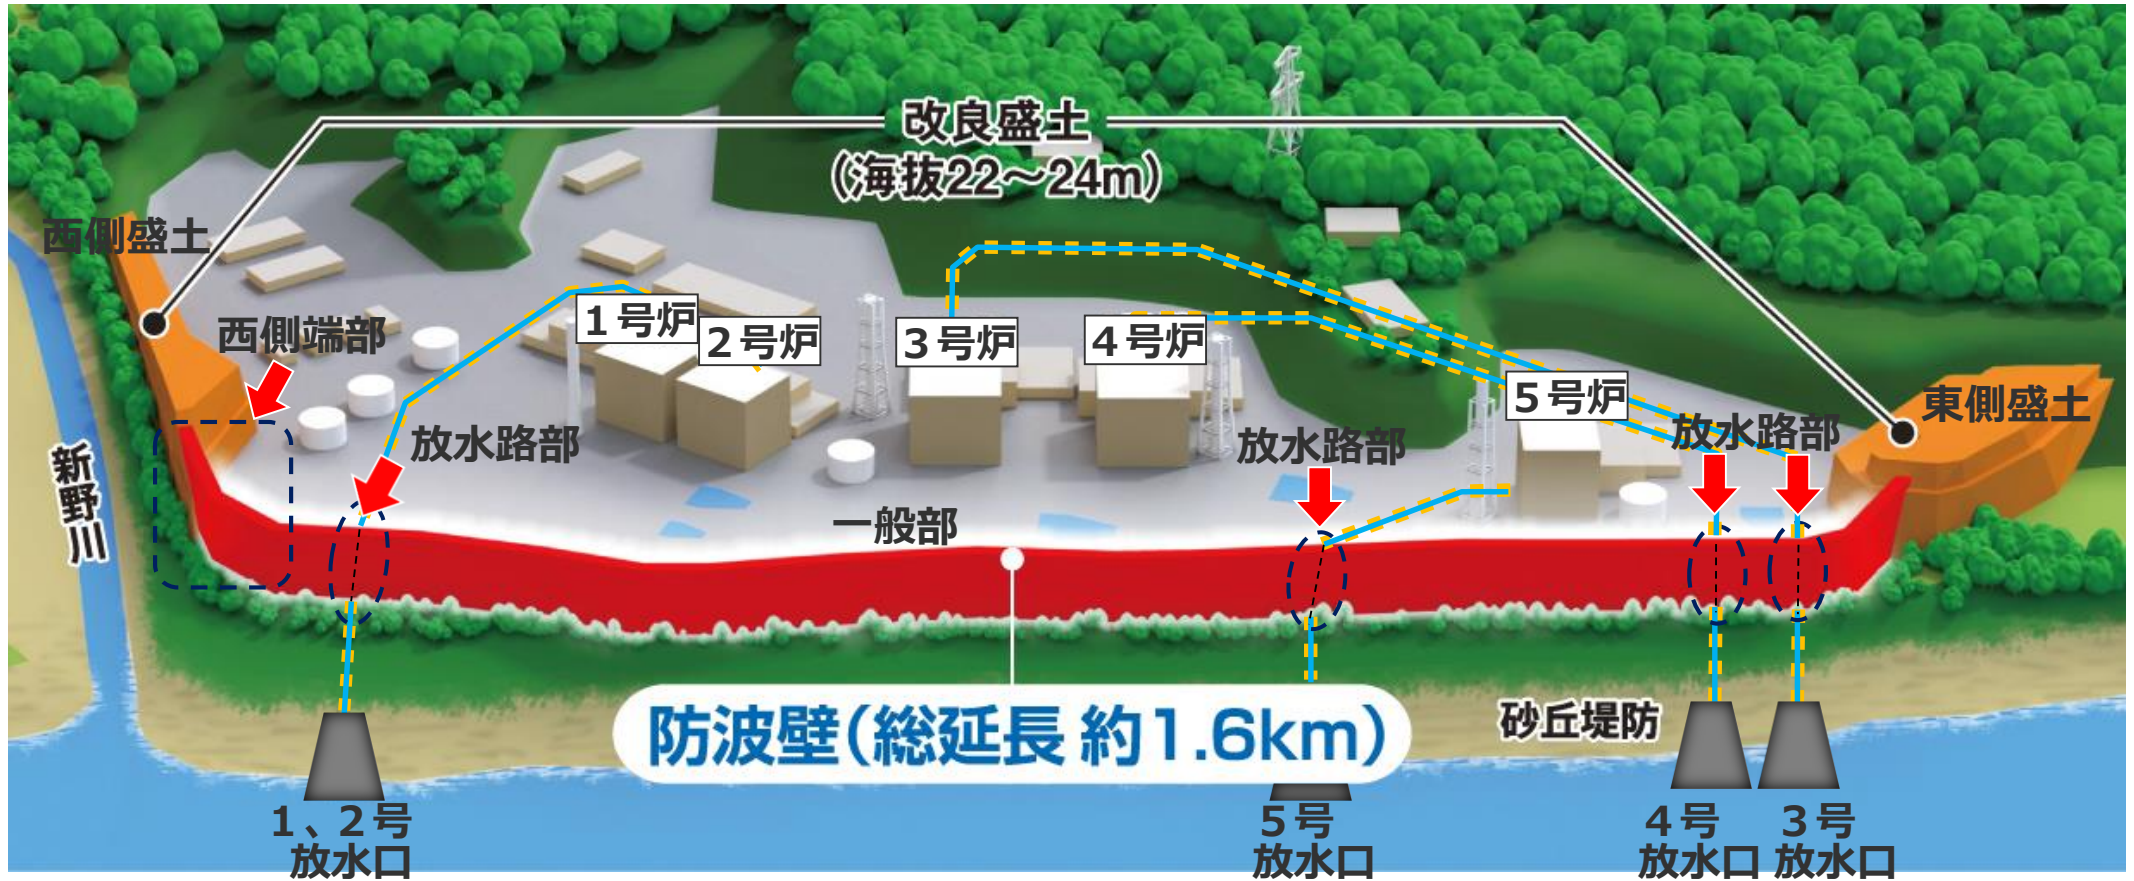 改良盛土
(海抜22～24m)
西側盛土
西側端部
１号炉
２号炉
３号炉
４号炉
５号炉
東側盛土
放水路部
放水路部
放水路部
新野川
一般部
防波壁(総延長 約1.6km)
砂丘堤防
１、２号
放水口
５号
放水口
４号
放水口
３号
放水口